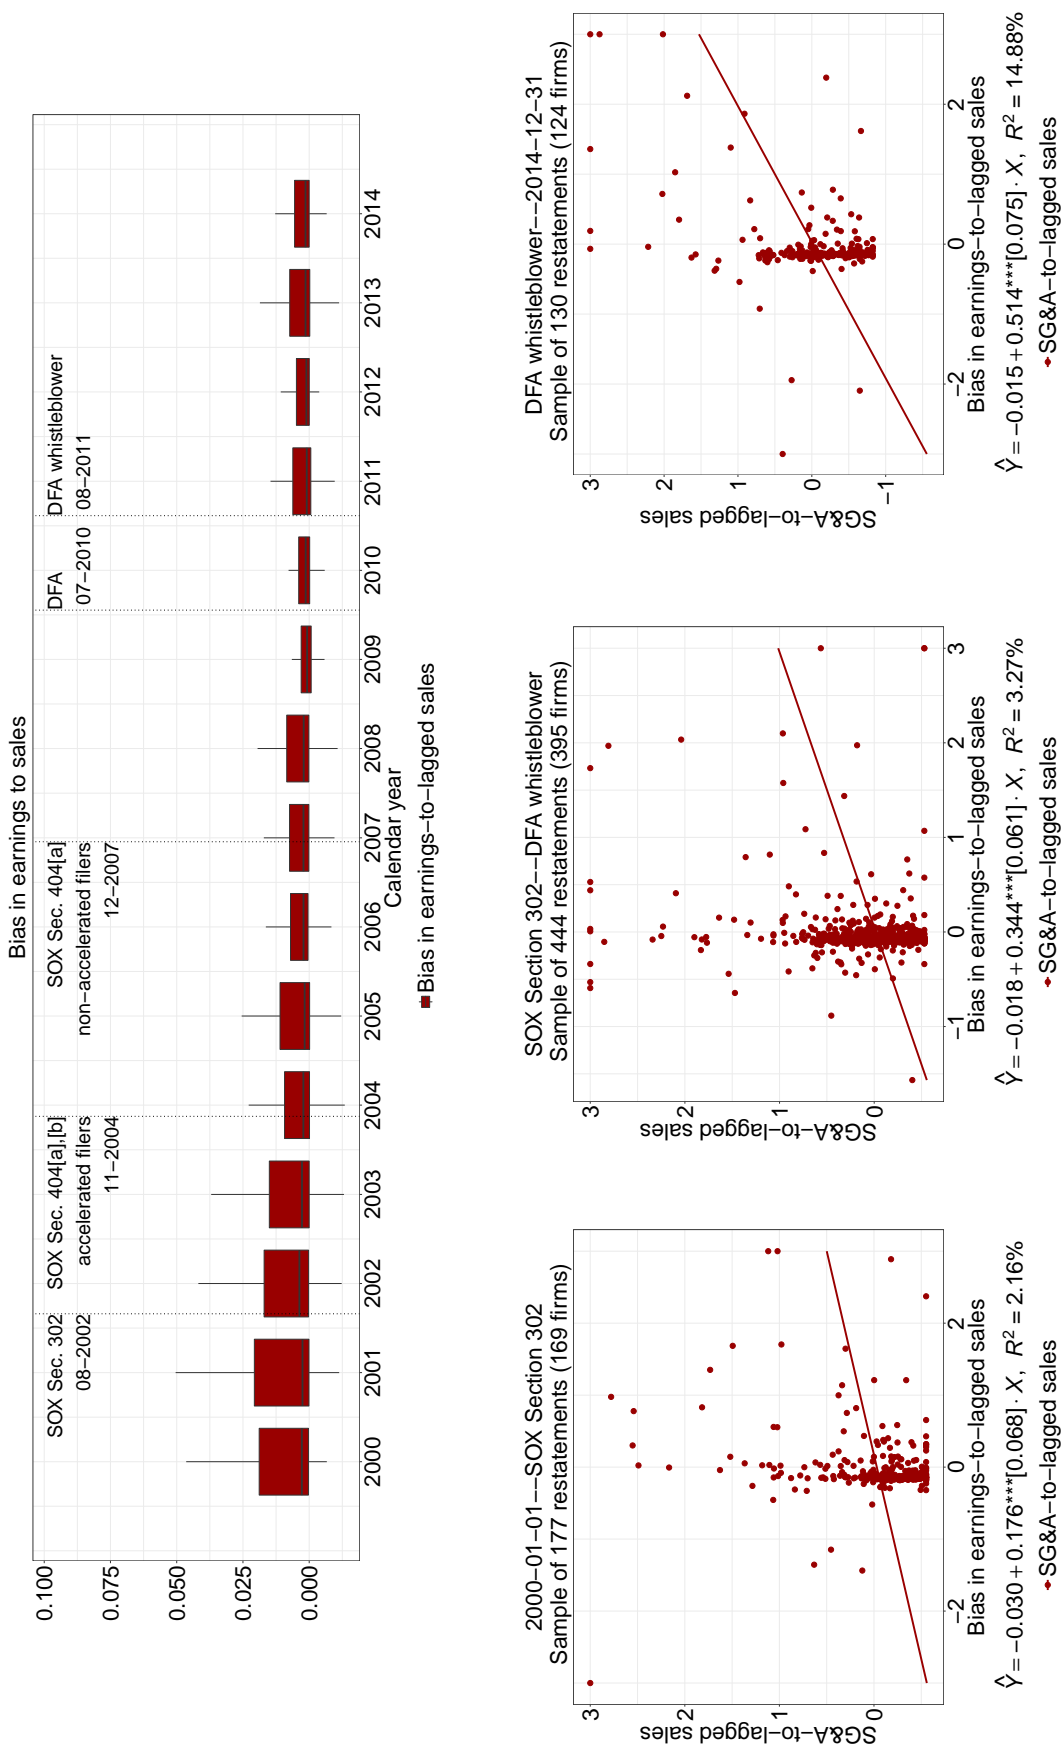 Bias in earnings to sales
SOX Sec. 302
08−2002
SOX Sec. 404[a],[b]
accelerated filers
11−2004
SOX Sec. 404[a]
non−accelerated filers
12−2007
DFA
07−2010
DFA whistleblower
08−2011
0.100
0.075
0.050
0.025
0.000
2000 2001 2002 2003 2004 2005 2006 2007 2008 2009 2010 2011 2012 2013 2014
Calendar year
Bias in earnings−to−lagged sales
2000−01−01−−SOX Section 302
Sample of 177 restatements (169 firms)
SG&A−to−lagged sales
3
2
1
0
−2 0 2
Bias in earnings−to−lagged sales
Ŷ = −0.030 + 0.176***[0.068] · X, R² = 2.16%
SG&A−to−lagged sales
SOX Section 302−−DFA whistleblower
Sample of 444 restatements (395 firms)
SG&A−to−lagged sales
3
2
1
0
−1 0 1 2 3
Bias in earnings−to−lagged sales
Ŷ = −0.018 + 0.344***[0.061] · X, R² = 3.27%
SG&A−to−lagged sales
DFA whistleblower−−2014−12−31
Sample of 130 restatements (124 firms)
SG&A−to−lagged sales
3
2
1
0
−1
−2 0 2
Bias in earnings−to−lagged sales
Ŷ = −0.015 + 0.514***[0.075] · X, R² = 14.88%
SG&A−to−lagged sales